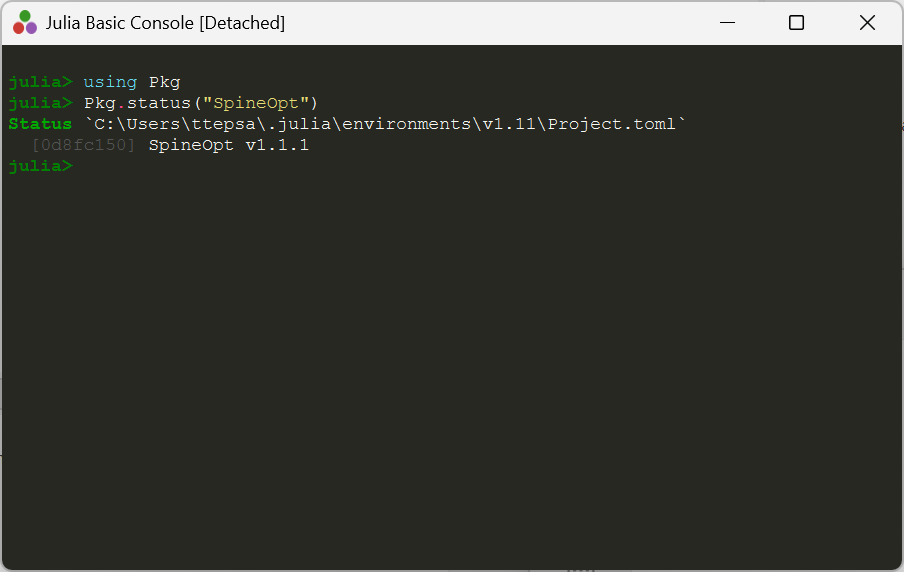 Julia Basic Console [Detached]
julia> using Pkg
julia> Pkg.status("SpineOpt")
Status `C:\Users\ttepsa\.julia\environments\v1.11\Project.toml`
[0d8fc150] SpineOpt v1.1.1
julia>